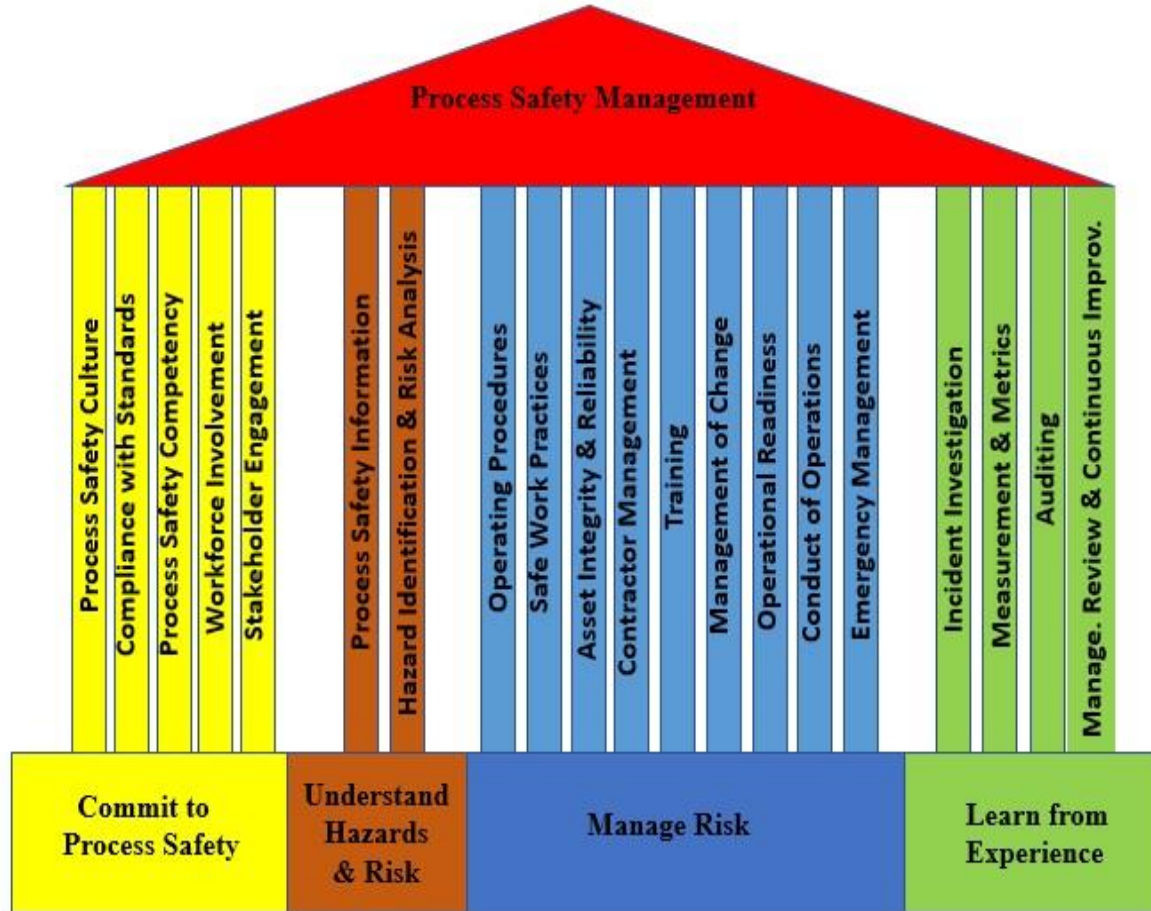 Process Safety Management
Process Safety Culture
Compliance with Standards
Process Safety Competency
Workforce Involvement
Stakeholder Engagement
Process Safety Information
Hazard Identification & Risk Analysis
Operating Procedures
Safe Work Practices
Asset Integrity & Reliability
Contractor Management
Training
Management of Change
Operational Readiness
Conduct of Operations
Emergency Management
Incident Investigation
Measurement & Metrics
Auditing
Manage. Review & Continuous Improv.
Commit to
Process Safety
Understand
Hazards
& Risk
Manage Risk
Learn from
Experience